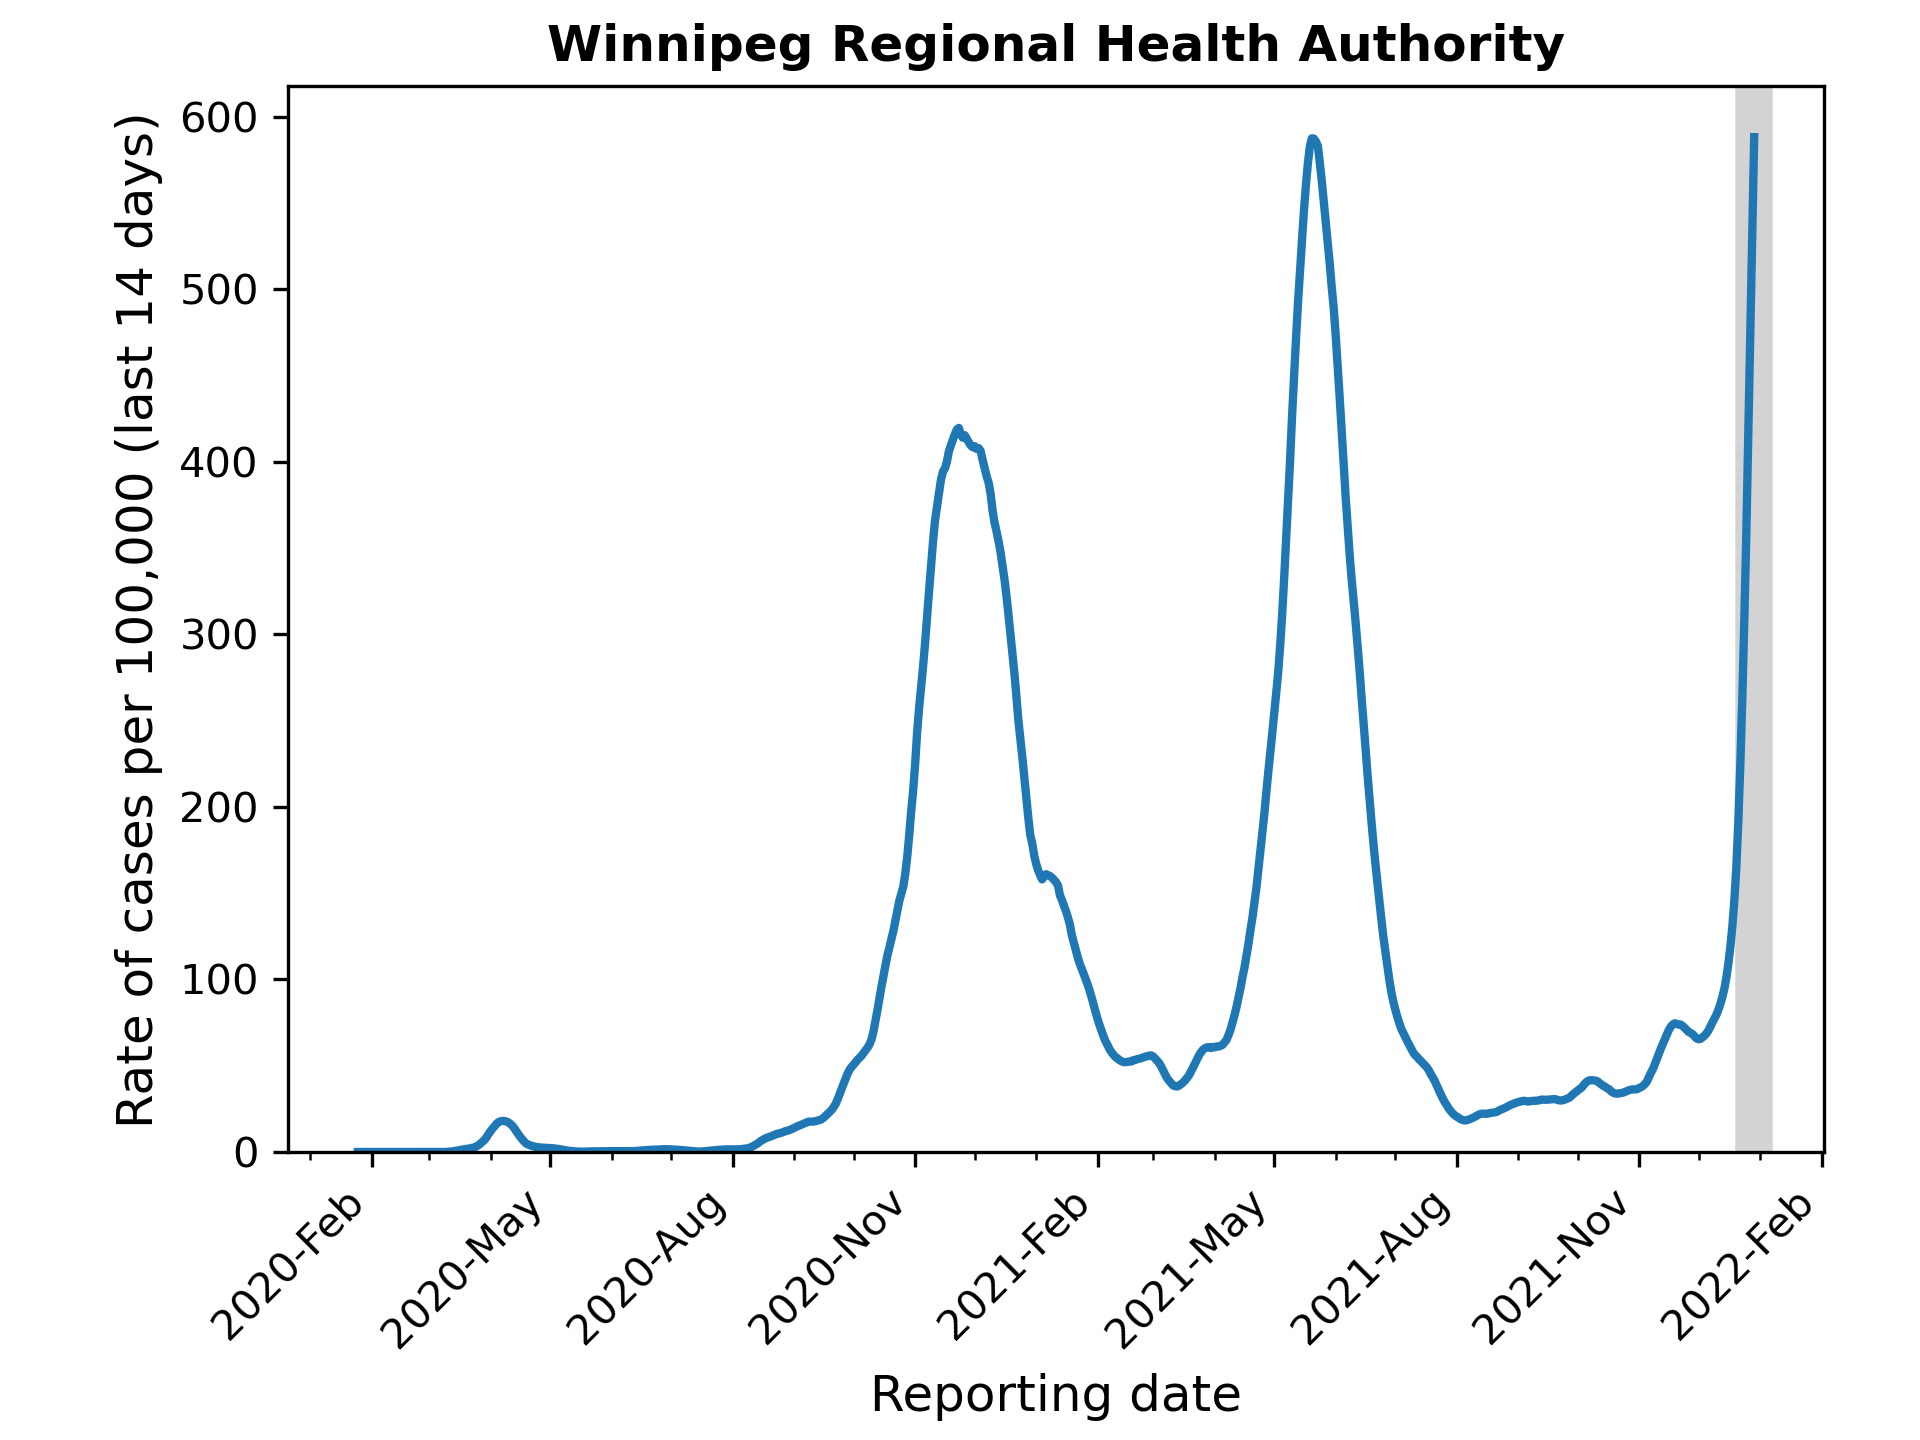 Winnipeg Regional Health Authority
Rate of cases per 100,000 (last 14 days)
600
500
400
300
200
100
0
2020-Feb
2020-May
2020-Aug
2020-Nov
2021-Feb
2021-May
2021-Aug
2021-Nov
2022-Feb
Reporting date